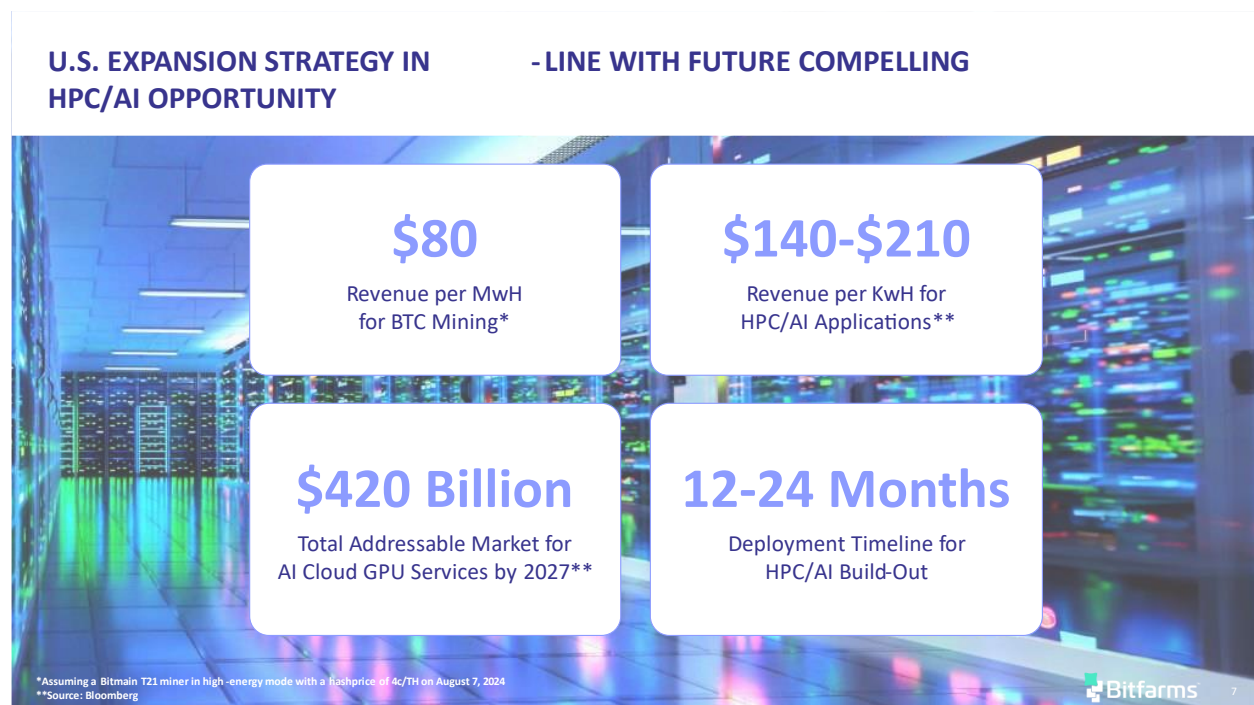 U.S. EXPANSION STRATEGY IN - LINE WITH FUTURE COMPELLING
HPC/AI OPPORTUNITY
$80
Revenue per MwH
for BTC Mining*
$140-$210
Revenue per KwH for
HPC/AI Applications**
$420 Billion
Total Addressable Market for
AI Cloud GPU Services by 2027**
12-24 Months
Deployment Timeline for
HPC/AI Build-Out
*Assuming a Bitmain T21 miner in high -energy mode with a hashprice of 4c/TH on August 7, 2024
**Source: Bloomberg
Bitfarms
7